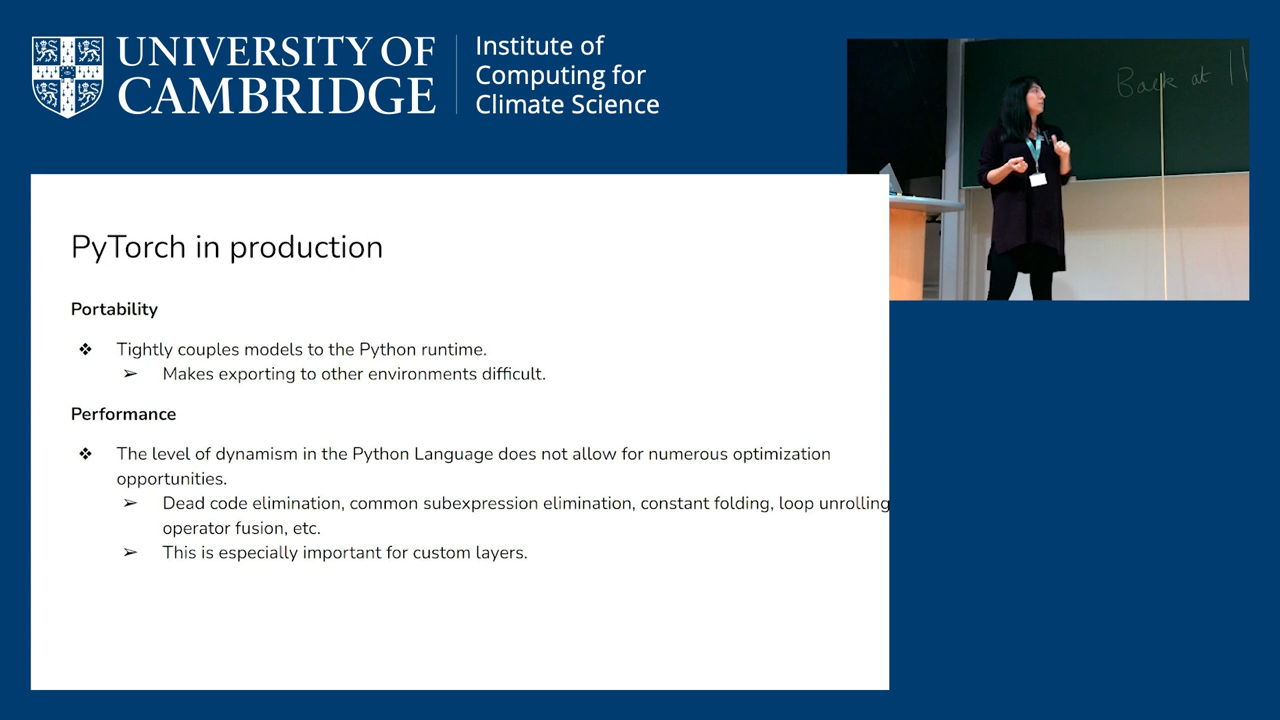 UNIVERSITY OF
CAMBRIDGE
Institute of
Computing for
Climate Science
Back at 11
PyTorch in production
Portability
❖ Tightly couples models to the Python runtime.
➢ Makes exporting to other environments difficult.
Performance
❖ The level of dynamism in the Python Language does not allow for numerous optimization
opportunities.
➢ Dead code elimination, common subexpression elimination, constant folding, loop unrolling
operator fusion, etc.
➢ This is especially important for custom layers.